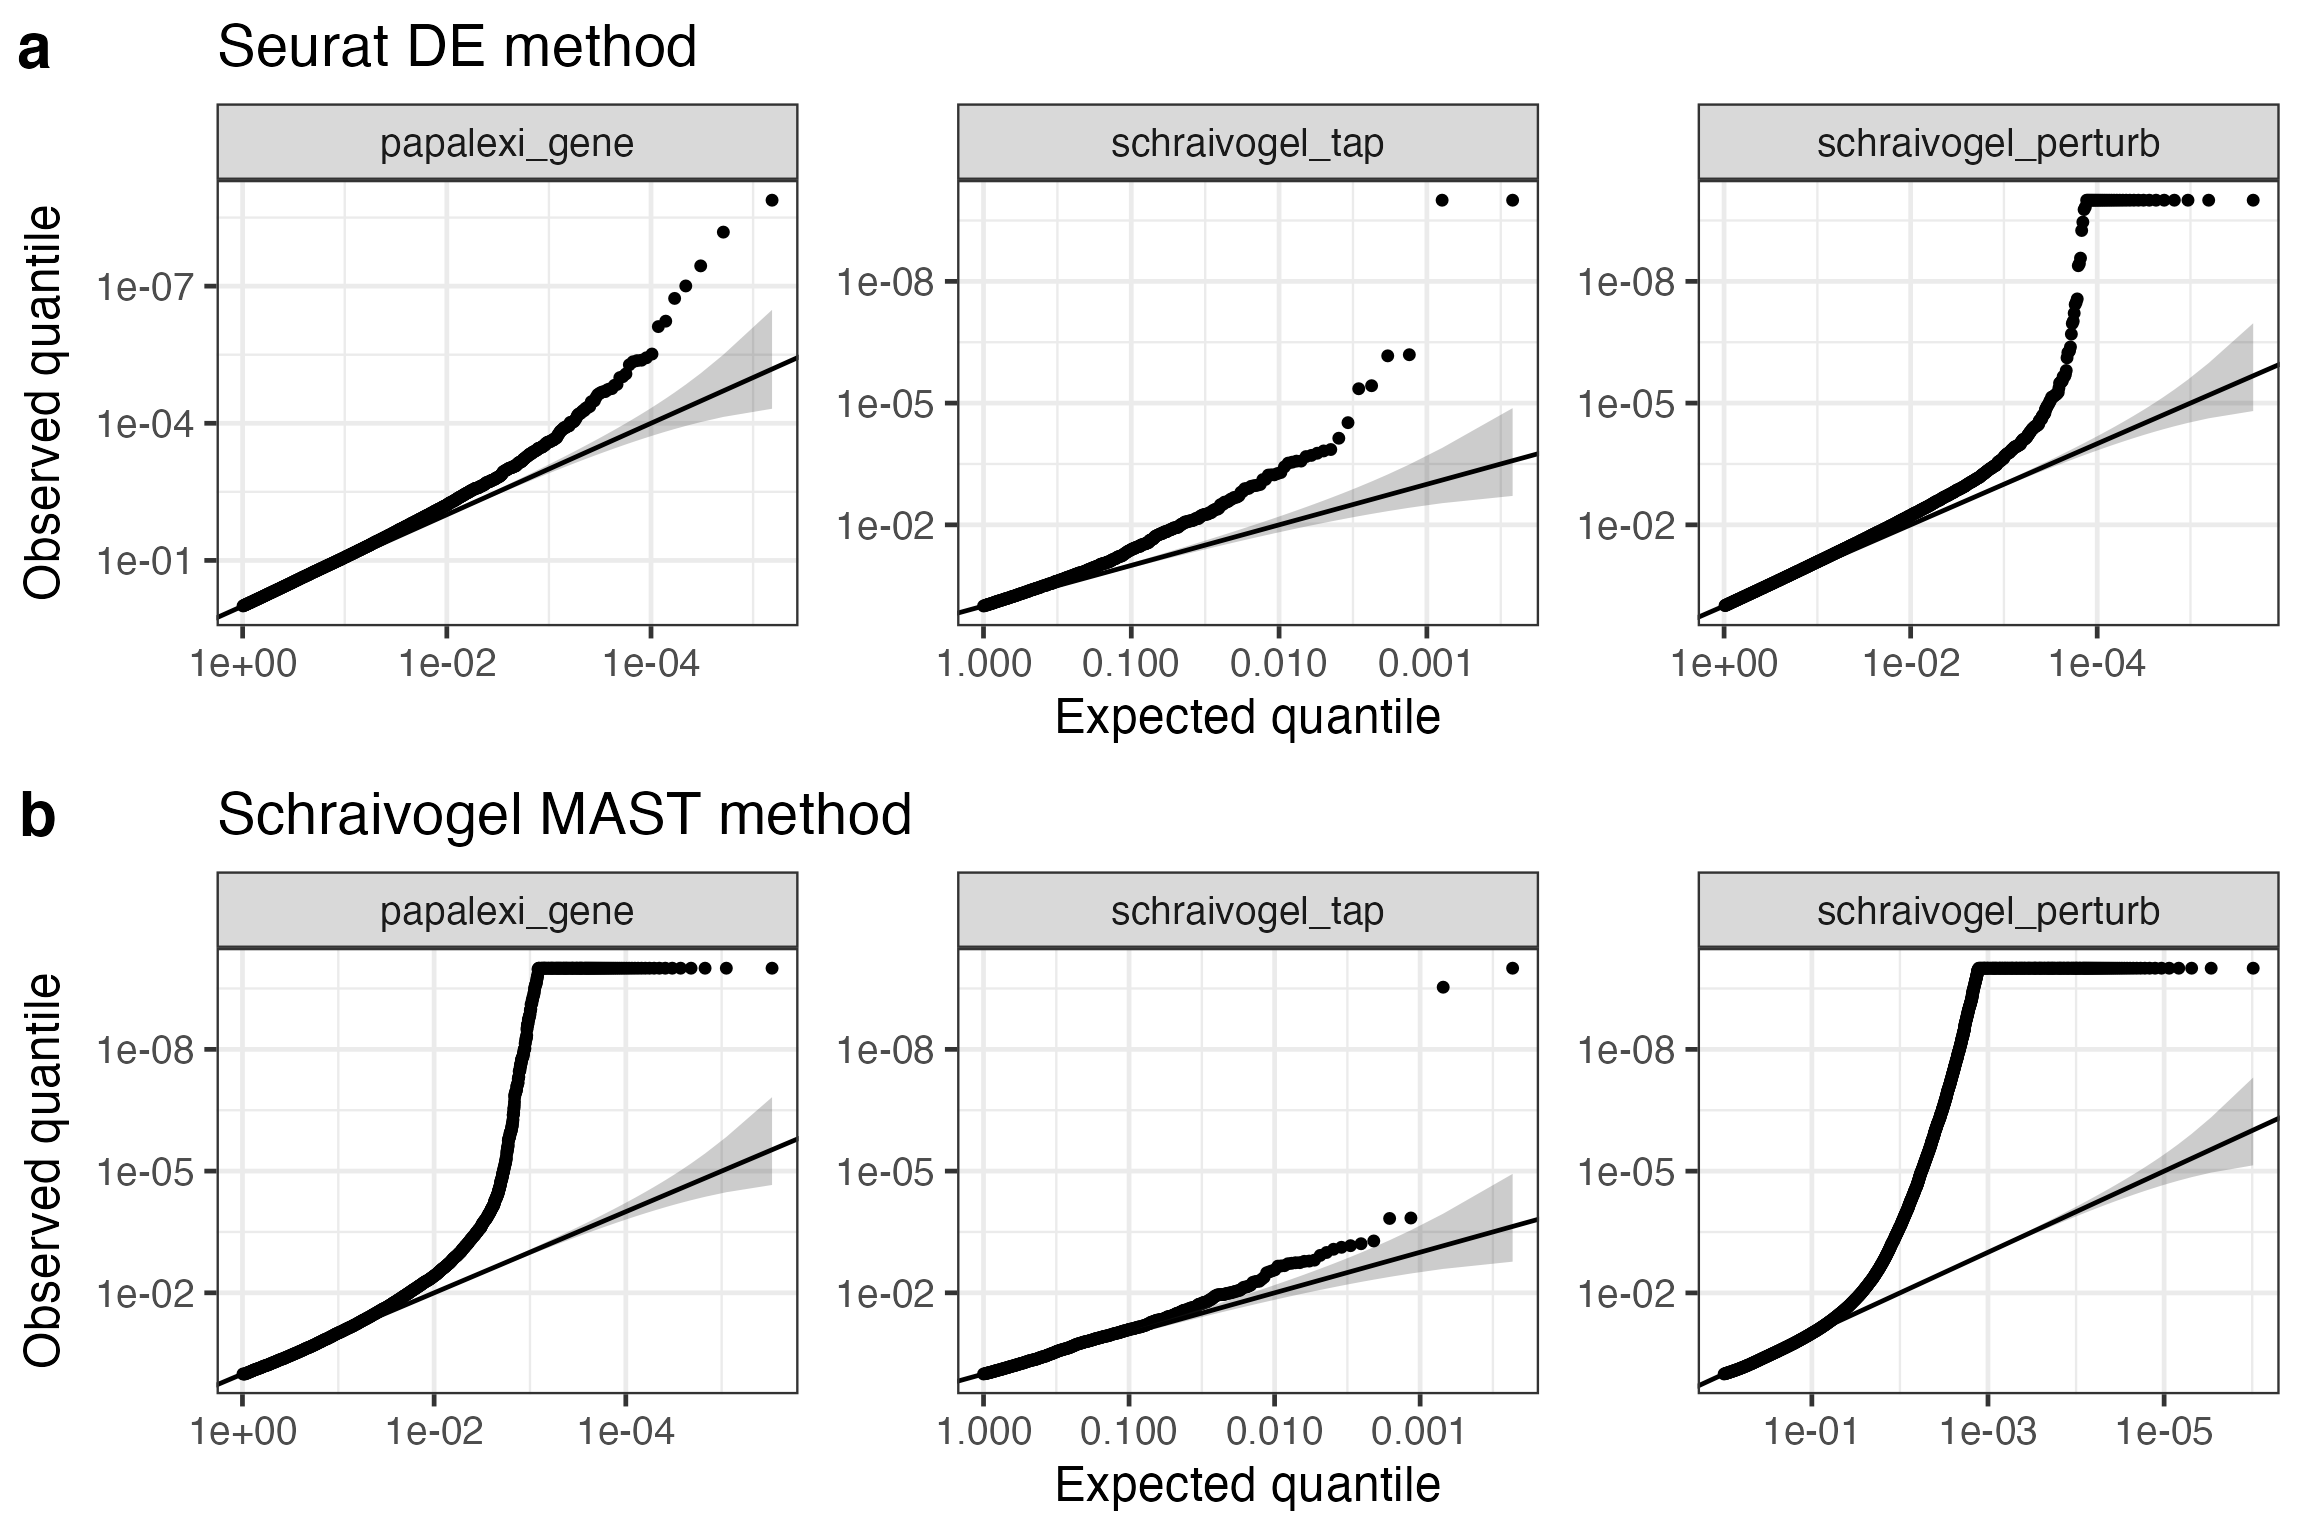 a Seurat DE method
papalexi_gene schraivogel_tap schraivogel_perturb
Observed quantile
1e-07
1e-04
1e-01
1e-08
1e-05
1e-02
1e-08
1e-05
1e-02
1e+00 1e-02 1e-04
1.000 0.100 0.010 0.001
1e+00 1e-02 1e-04
Expected quantile
b Schraivogel MAST method
papalexi_gene schraivogel_tap schraivogel_perturb
Observed quantile
1e-08
1e-05
1e-02
1e-08
1e-05
1e-02
1e-08
1e-05
1e-02
1e+00 1e-02 1e-04
1.000 0.100 0.010 0.001
1e-01 1e-03 1e-05
Expected quantile